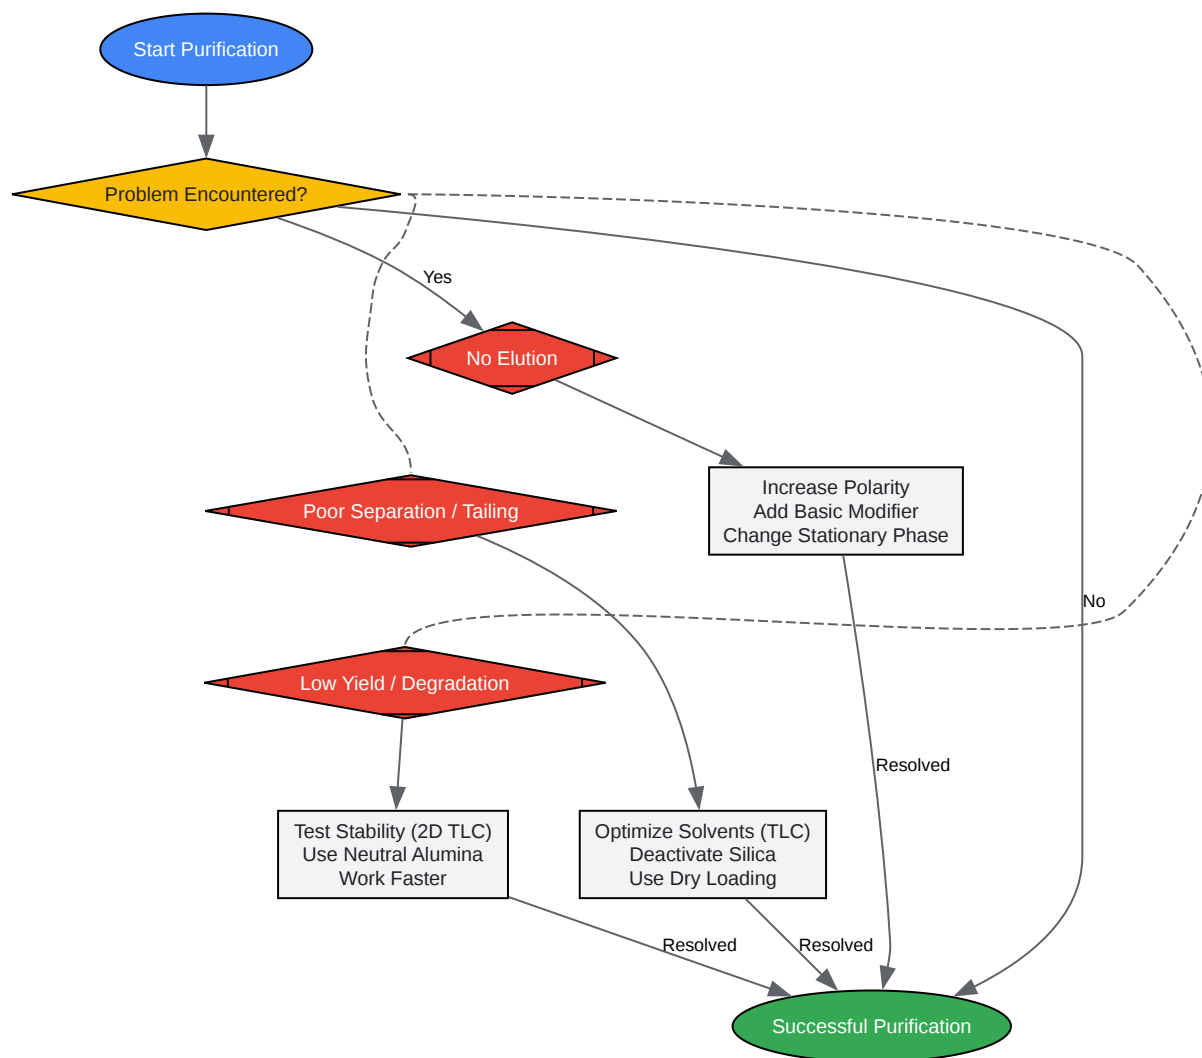 Start Purification
Problem Encountered?
Yes
No Elution
Increase Polarity
Add Basic Modifier
Change Stationary Phase
Poor Separation / Tailing
No
Low Yield / Degradation
Resolved
Test Stability (2D TLC)
Use Neutral Alumina
Work Faster
Optimize Solvents (TLC)
Deactivate Silica
Use Dry Loading
Resolved
Resolved
Successful Purification